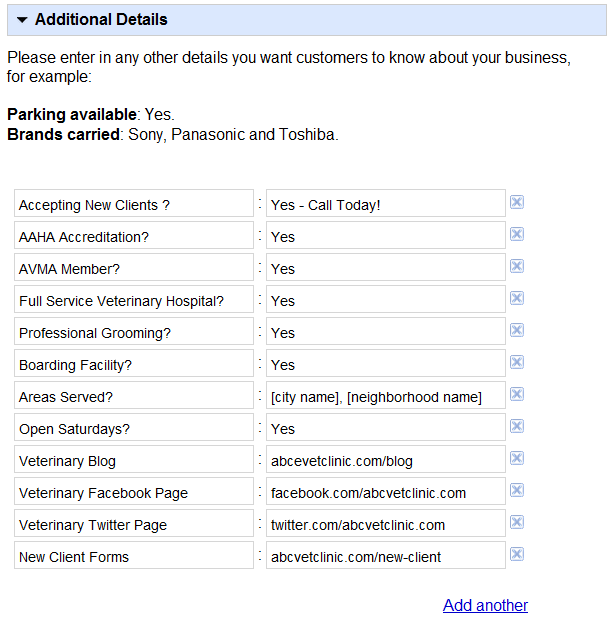 Additional Details
Please enter in any other details you want customers to know about your business,
for example:
Parking available: Yes.
Brands carried: Sony, Panasonic and Toshiba.
Accepting New Clients ? : Yes - Call Today!
AAHA Accreditation? : Yes
AVMA Member? : Yes
Full Service Veterinary Hospital? : Yes
Professional Grooming? : Yes
Boarding Facility? : Yes
Areas Served? : [city name], [neighborhood name]
Open Saturdays? : Yes
Veterinary Blog : abcevetclinic.com/blog
Veterinary Facebook Page : facebook.com/abcvetclinic.com
Veterinary Twitter Page : twitter.com/abcvetclinic.com
New Client Forms : abcvetclinic.com/new-client
Add another